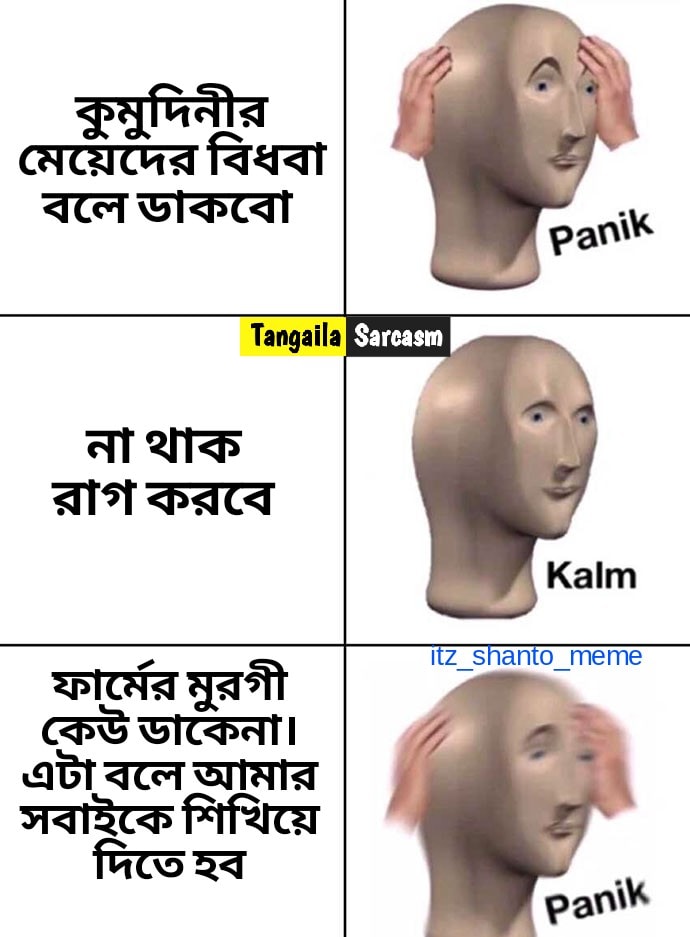 কুমুদিনীর
মেয়েদের বিধবা
বলে ডাকবো
Panik
Tangaila Sarcasm
না থাক
রাগ করবে
Kalm
itz_shanto_meme
ফার্মের মুরগী
কেউ ডাকেনা।
এটা বলে আমার
সবাইকে শিখিয়ে
দিতে হব
Panik